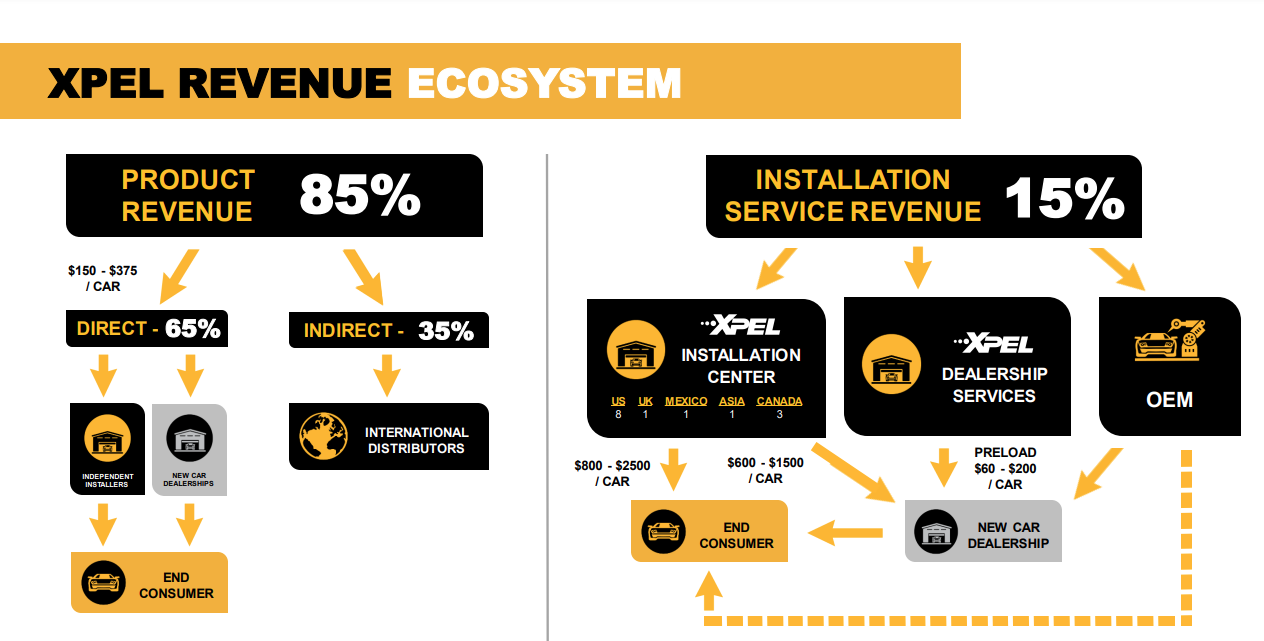 XPEL REVENUE ECOSYSTEM
PRODUCT
REVENUE
85%
$150 - $375
/ CAR
DIRECT - 65%
INDIRECT - 35%
INDEPENDENT
INSTALLERS
NEW CAR
DEALERSHIPS
INTERNATIONAL
DISTRIBUTORS
END
CONSUMER
INSTALLATION
SERVICE REVENUE
15%
XPEL
INSTALLATION
CENTER
US UK MEXICO ASIA CANADA
8 1 1 1 3
XPEL
DEALERSHIP
SERVICES
OEM
$800 - $2500
/ CAR
$600 - $1500
/ CAR
PRELOAD
$60 - $200
/ CAR
END
CONSUMER
NEW CAR
DEALERSHIP